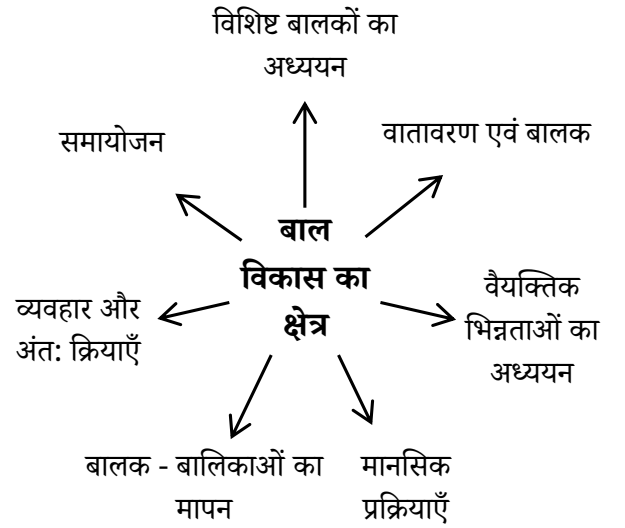 विशिष्ट बालकों का
अध्ययन
समायोजन
वातावरण एवं बालक
बाल
विकास का
क्षेत्र
व्यवहार और
अंत: क्रियाएँ
वैयक्तिक
भिन्नताओं का
अध्ययन
बालक - बालिकाओं का
मापन
मानसिक
प्रक्रियाएँ